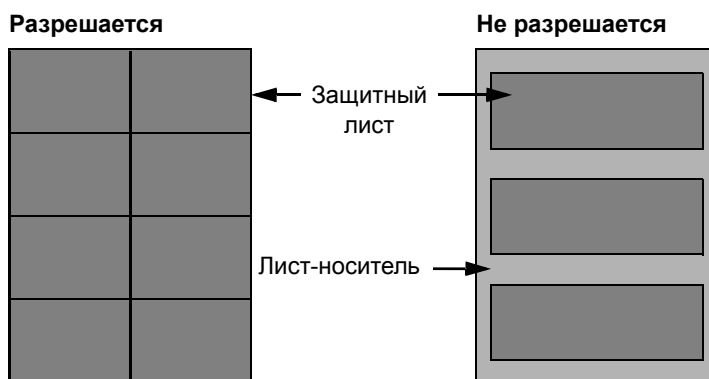 Разрешается
Не разрешается
Защитный
лист
Лист-носитель